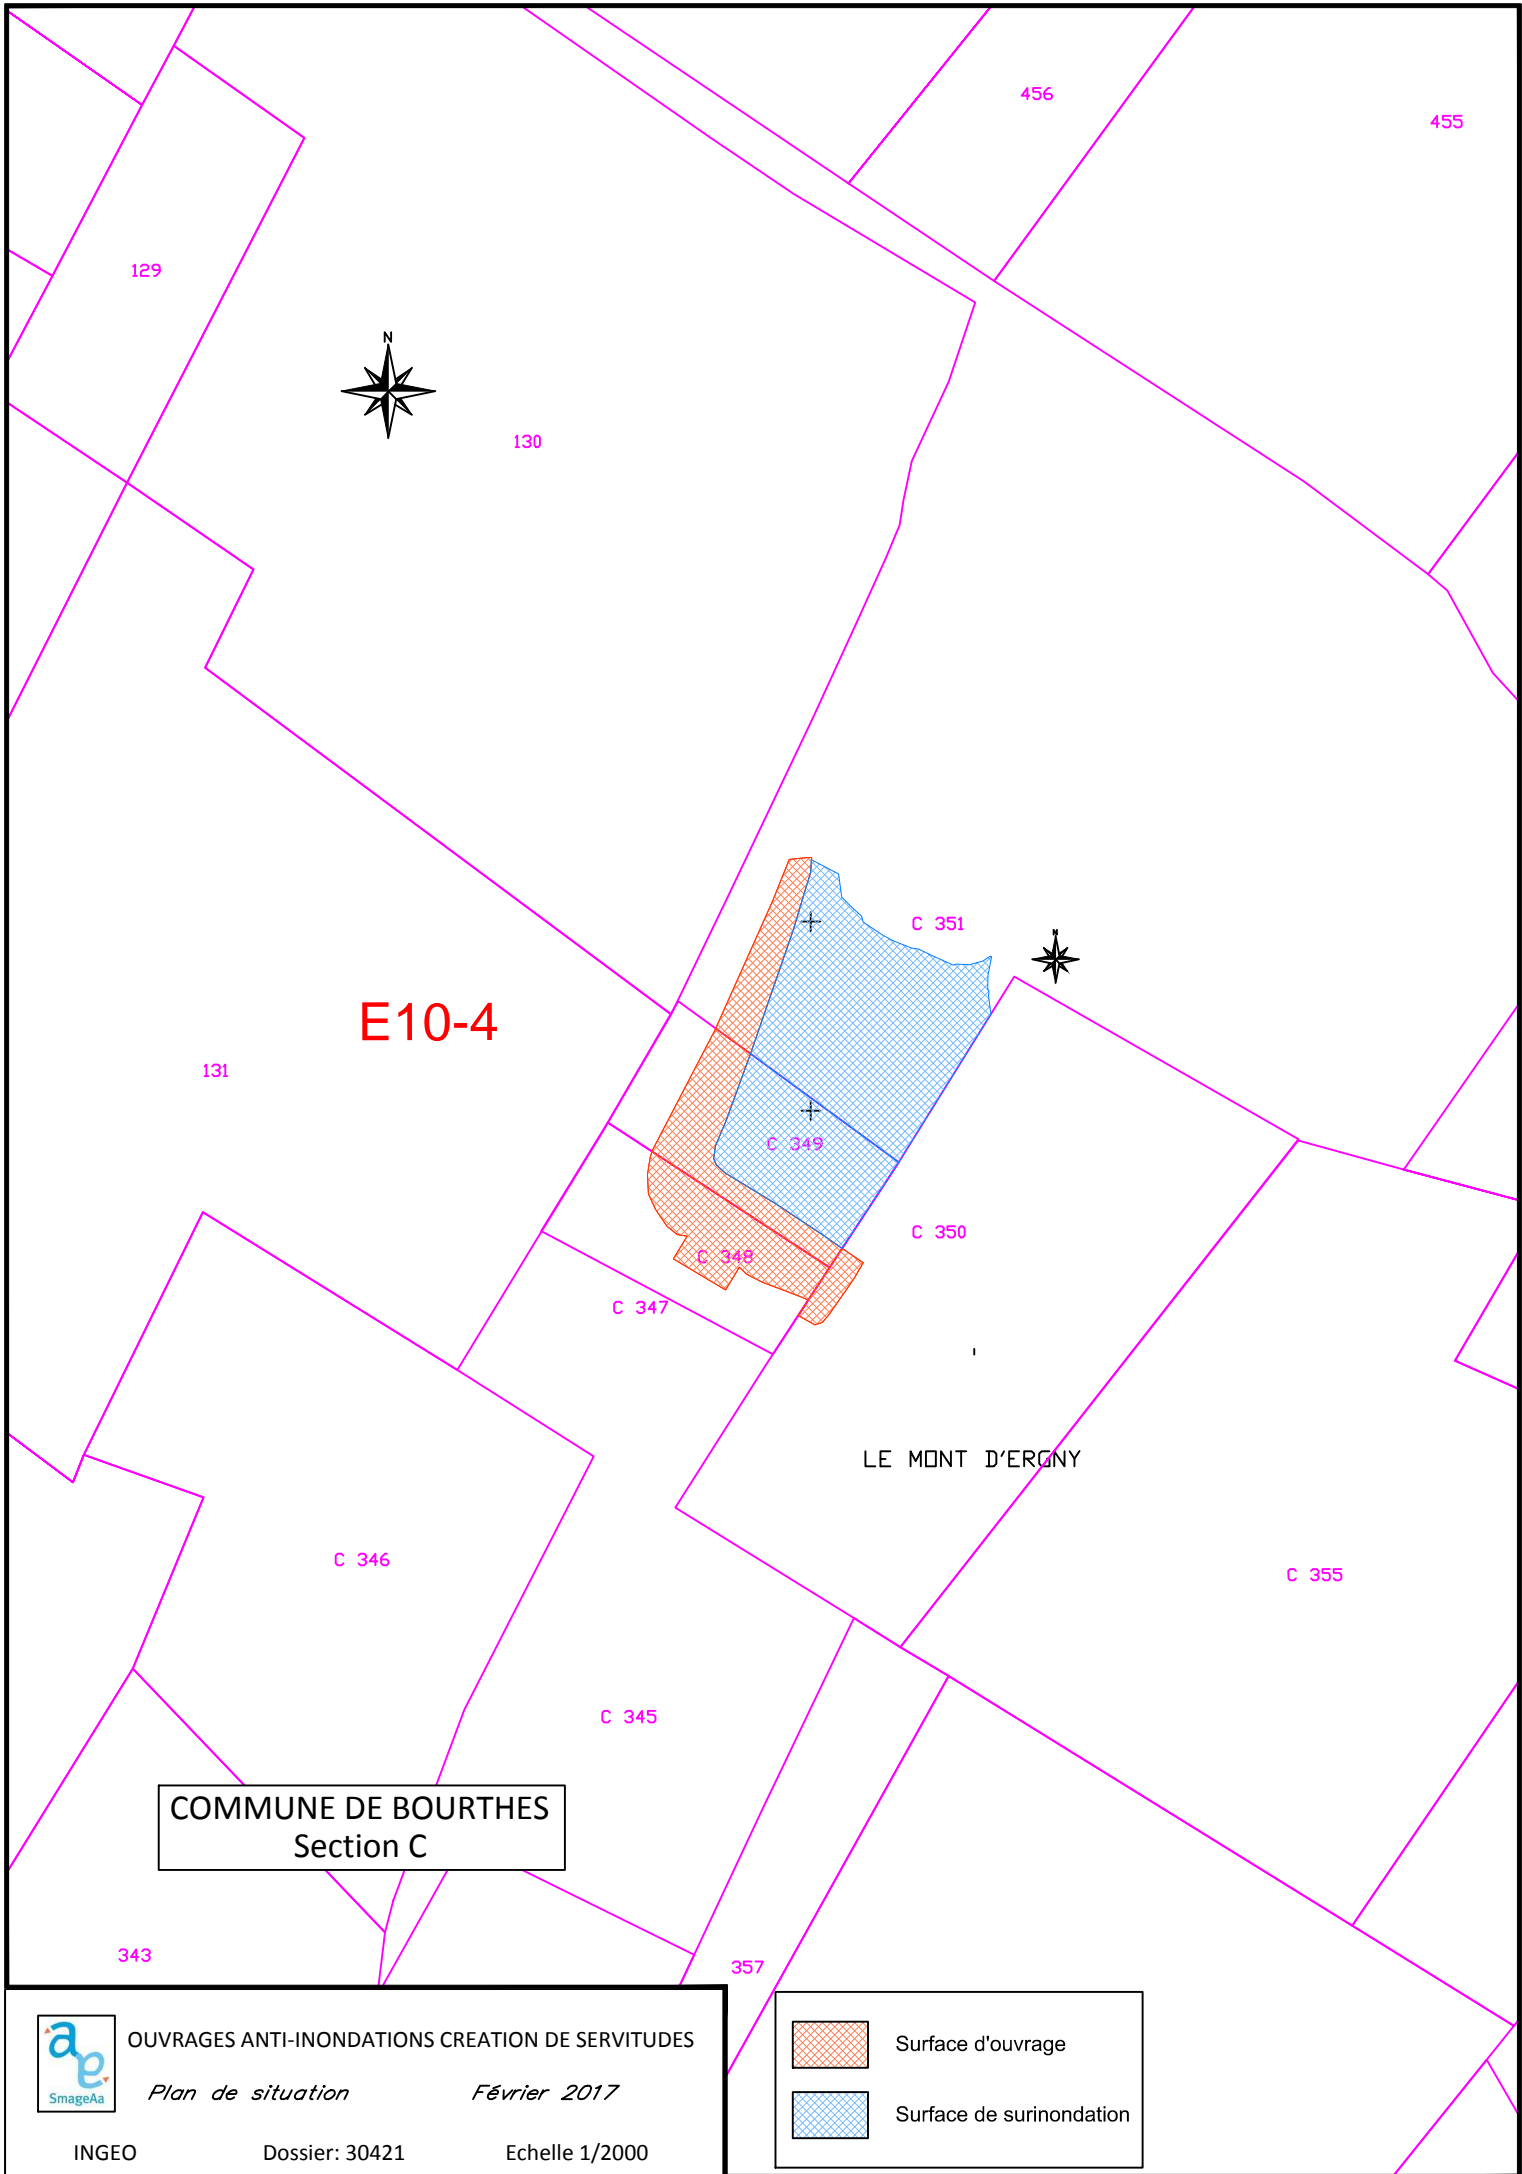 456
455
129
N
130
C 351
N
E10-4
131
C 349
C 350
C 348
C 347
LE MONT D'ERGNY
C 346
C 355
C 345
COMMUNE DE BOURTHES
Section C
343
357
OUVRAGES ANTI-INONDATIONS CREATION DE SERVITUDES
Plan de situation Février 2017
SmageAa
INGEO Dossier: 30421 Echelle 1/2000
Surface d'ouvrage
Surface de surinondation